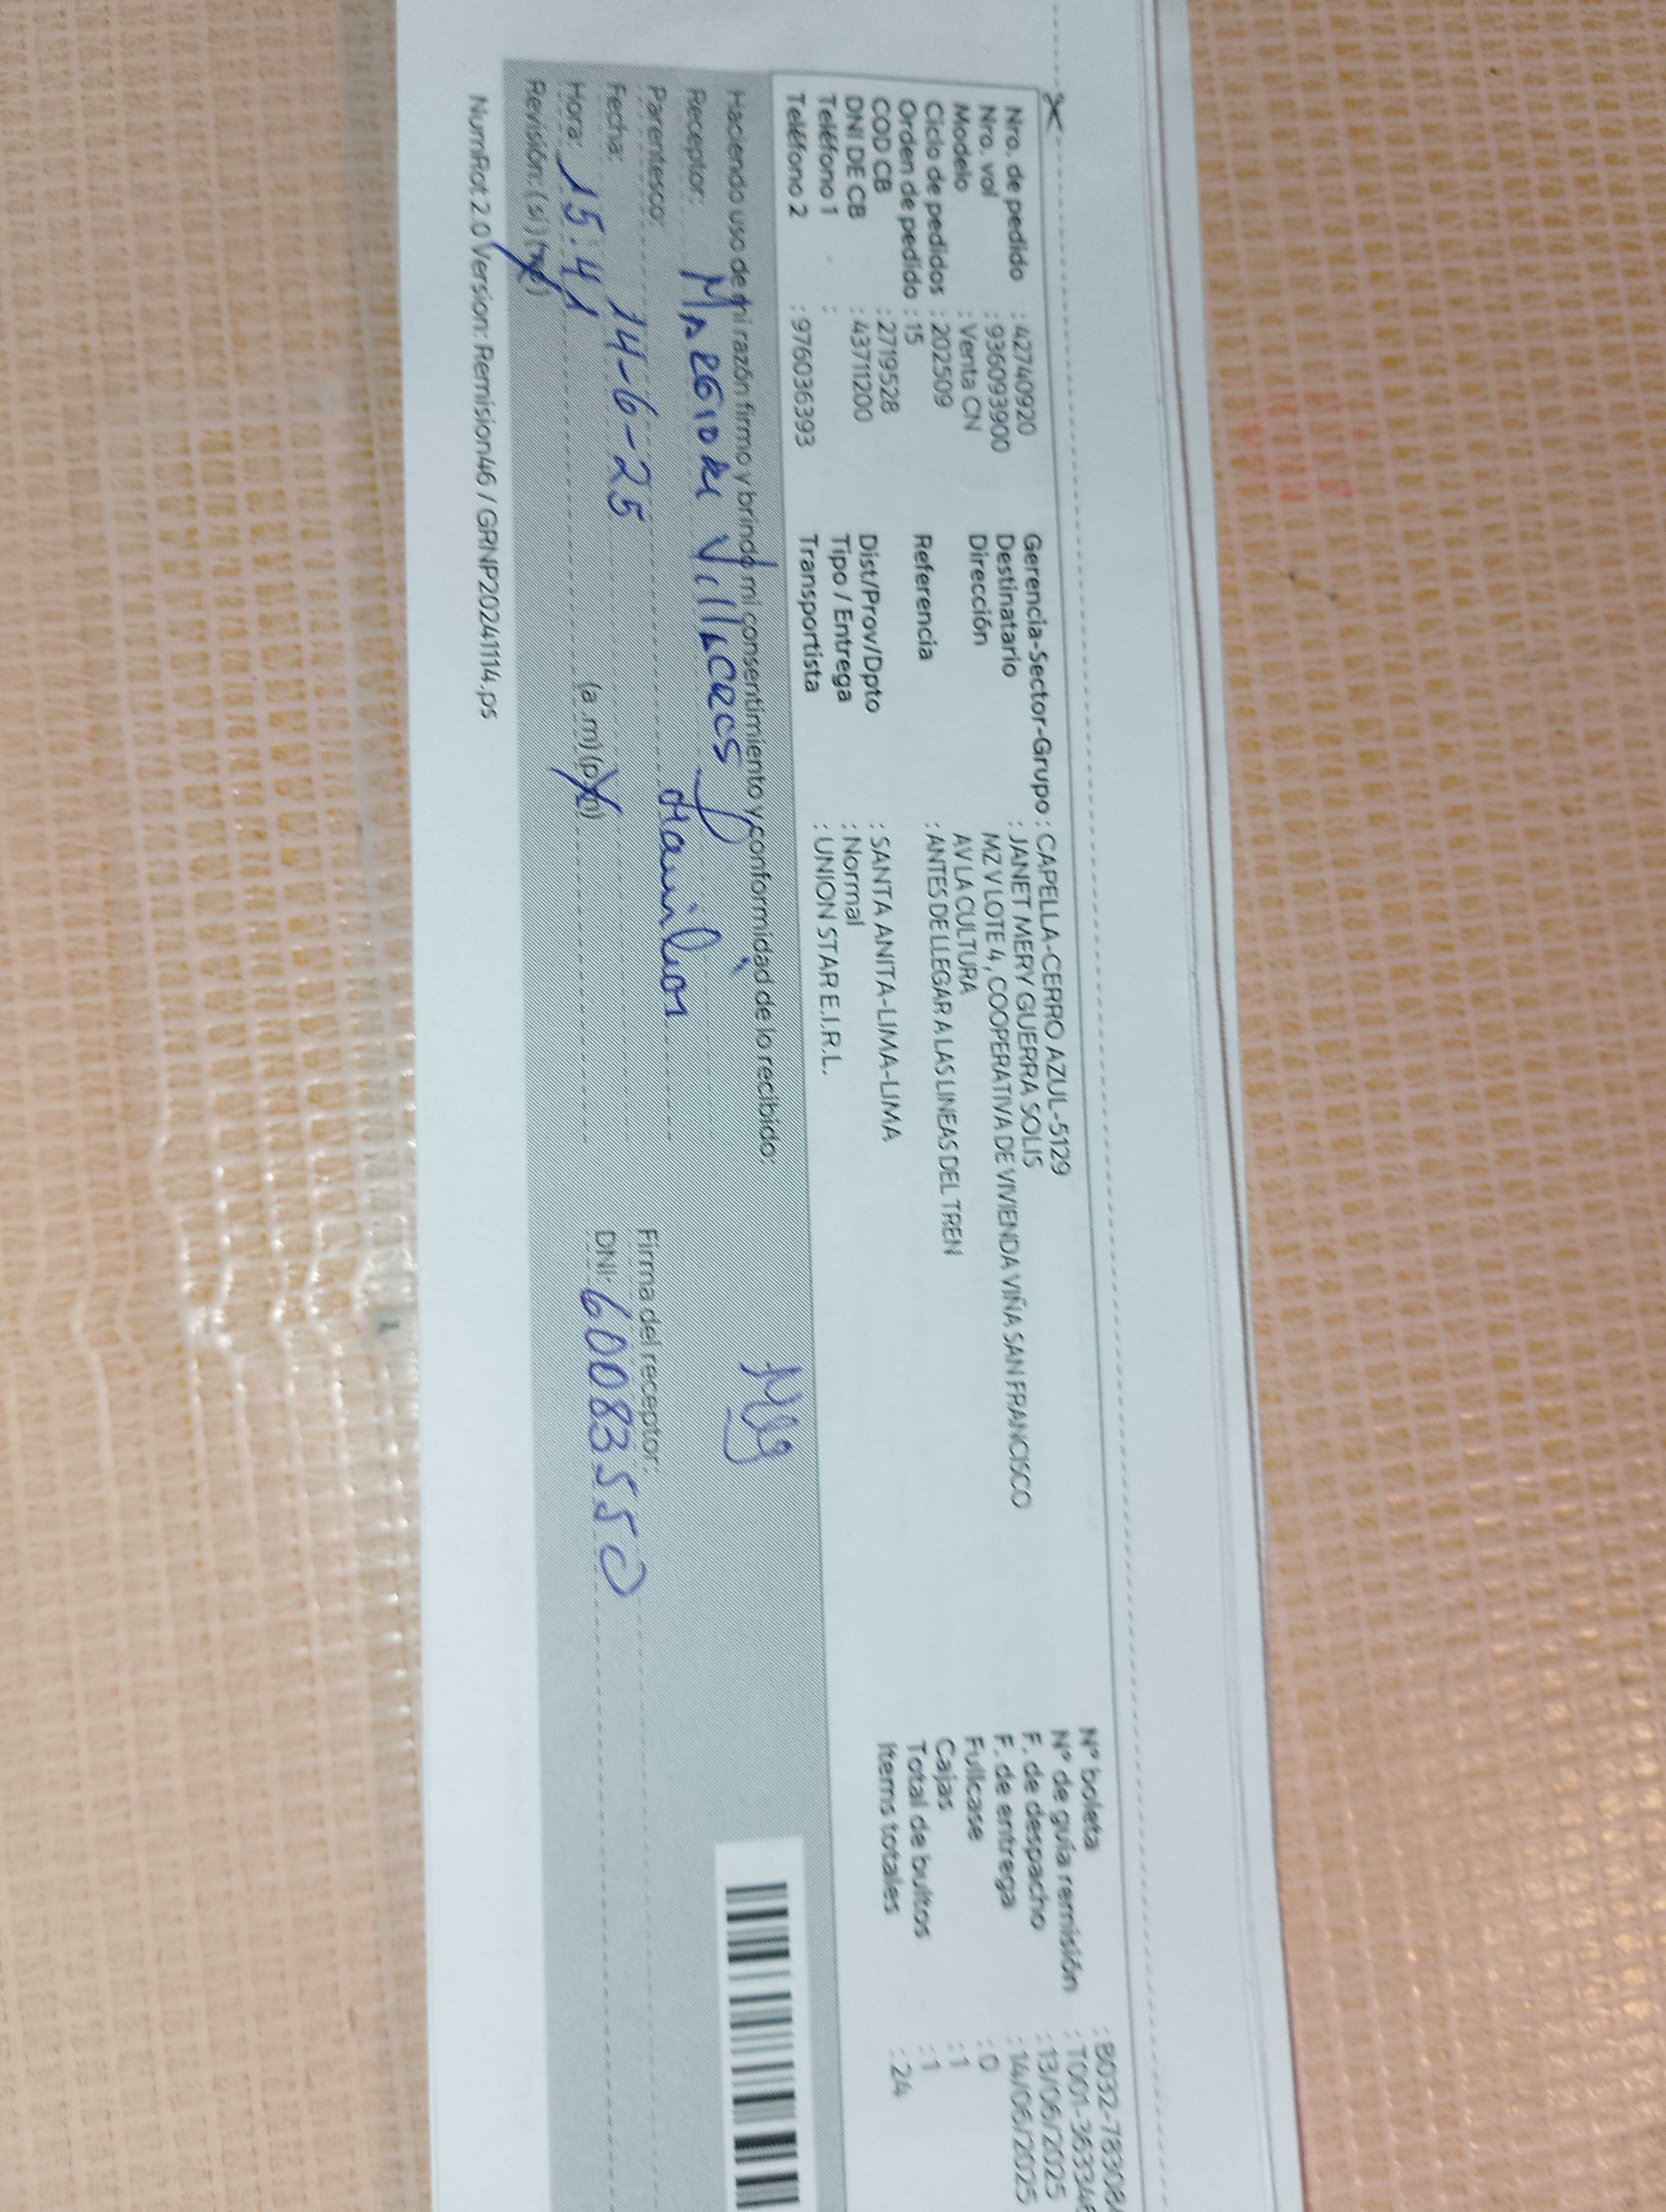 Nro. de pedido : 427740920
Nro. vol : 936093900
Modelo : Venta CN
Ciclo de pedidos : 202509
Orden de pedido : 15
COD CB : 2719528
DNI DE CB : 43711200
Teléfono 1 :
Teléfono 2 : 976036393
Gerencia-Sector-Grupo : CAPELLA-CERRO AZUL-5129
Destinatario : JANET MERY GUERRA SOLIS
Dirección MZ V LOTE 4, COOPERATIVA DE VIVIENDA VIÑA SAN FRANCISCO
AV LA CULTURA
Referencia : ANTES DE LLEGAR A LAS LINEAS DEL TREN
Dist/Prov/Dpto : SANTA ANITA-LIMA-LIMA
Tipo / Entrega : Normal
Transportista : UNION STAR E.I.R.L.
N° boleta : B032-78308
N° de guía remisión : T001-36334
F. de despacho : 13/06/2025
F. de entrega : 14/06/2025
Fullcase : 0
Cajas : 1
Total de bultos : 1
Items totales : 24
Haciendo uso de mi razón firmo y brindo mi consentimiento y conformidad de lo recibido:
Receptor: Villacres
Parentesco: familiar
Fecha: 14-6-25
Hora: 15:41 (a.m) (p.m)
Revisión: (si) (no)
Firma del receptor:
DNI: 60083550
NumRot 2.0 Version: Remision46 / GRNP20241114.ps